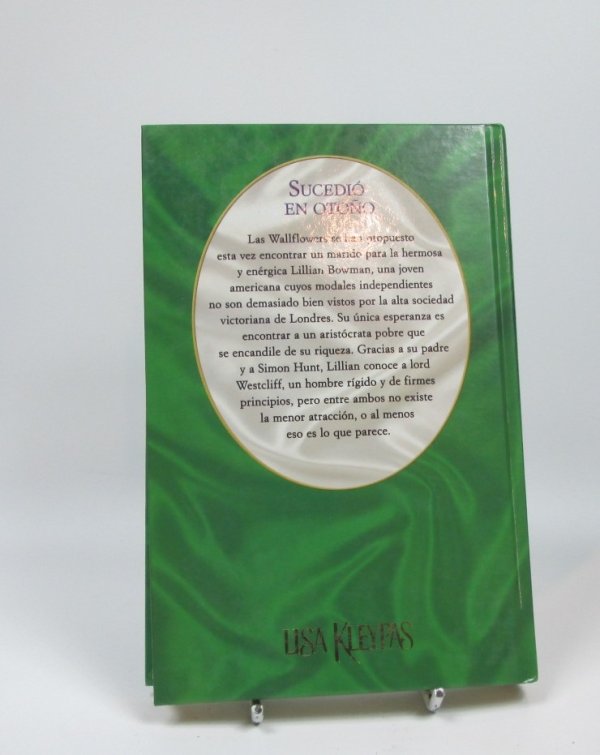 SUCEDIÓ
EN OTOÑO
Las Wallflowers se han propuesto
esta vez encontrar un marido para la hermosa
y enérgica Lillian Bowman, una joven
americana cuyos modales independientes
no son demasiado bien vistos por la alta sociedad
victoriana de Londres. Su única esperanza es
encontrar a un aristócrata pobre que
se encandile de su riqueza. Gracias a su padre
y a Simon Hunt, Lillian conoce a lord
Westcliff, un hombre rígido y de firmes
principios, pero entre ambos no existe
la menor atracción, o al menos
eso es lo que parece.
LISA KLEYPAS